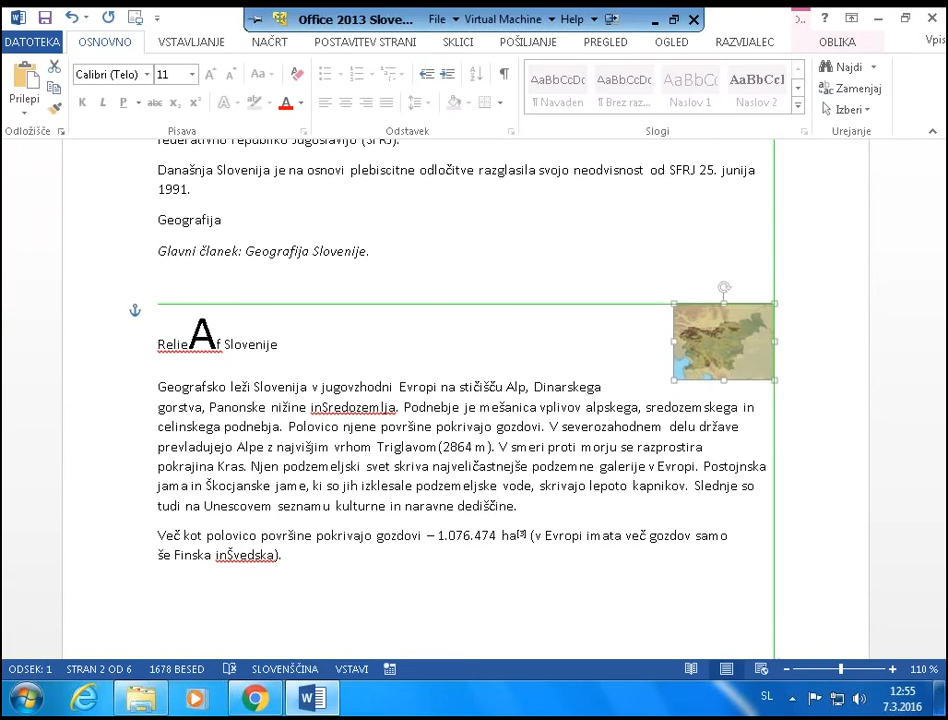 Office 2013 Slove...
File
Virtual Machine
Help
DATOTEKA
OSNOVNO
VSTAVLJANJE
NAČRT
POSTAVITEV STRANI
SKLICI
POŠILJANJE
PREGLED
OGLED
RAZVIJALEC
OBLIKA
Vpis
Prilepi
Calibri (Telo)
11
Aa
AaBbCcDc
AaBbCcDc
AaBbCc
AaBbCcI
¶ Navaden
¶ Brez raz...
Naslov 1
Naslov 2
Najdi
Zamenjaj
Izberi
Odložišče
Pisava
Odstavek
Slogi
Urejanje
federativno republiko Jugoslavijo (SFRJ).
Današnja Slovenija je na osnovi plebiscitne odločitve razglasila svojo neodvisnost od SFRJ 25. junija
1991.
Geografija
Glavni članek: Geografija Slovenije.
RelieAf Slovenije
Geografsko leži Slovenija v jugovzhodni Evropi na stičišču Alp, Dinarskega
gorstva, Panonske nižine inSredozemlja. Podnebje je mešanica vplivov alpskega, sredozemskega in
celinskega podnebja. Polovico njene površine pokrivajo gozdovi. V severozahodnem delu države
prevladujejo Alpe z najvišjim vrhom Triglavom(2864 m). V smeri proti morju se razprostira
pokrajina Kras. Njen podzemeljski svet skriva najveličastnejše podzemne galerije v Evropi. Postojnska
jama in Škocjanske jame, ki so jih izklesale podzemeljske vode, skrivajo lepoto kapnikov. Slednje so
tudi na Unescovem seznamu kulturne in naravne dediščine.
Več kot polovico površine pokrivajo gozdovi – 1.076.474 ha[3] (v Evropi imata več gozdov samo
še Finska inŠvedska).
ODSEK: 1
STRAN 2 OD 6
1678 BESED
SLOVENŠČINA
VSTAVI
110 %
SL
12:55
7.3.2016